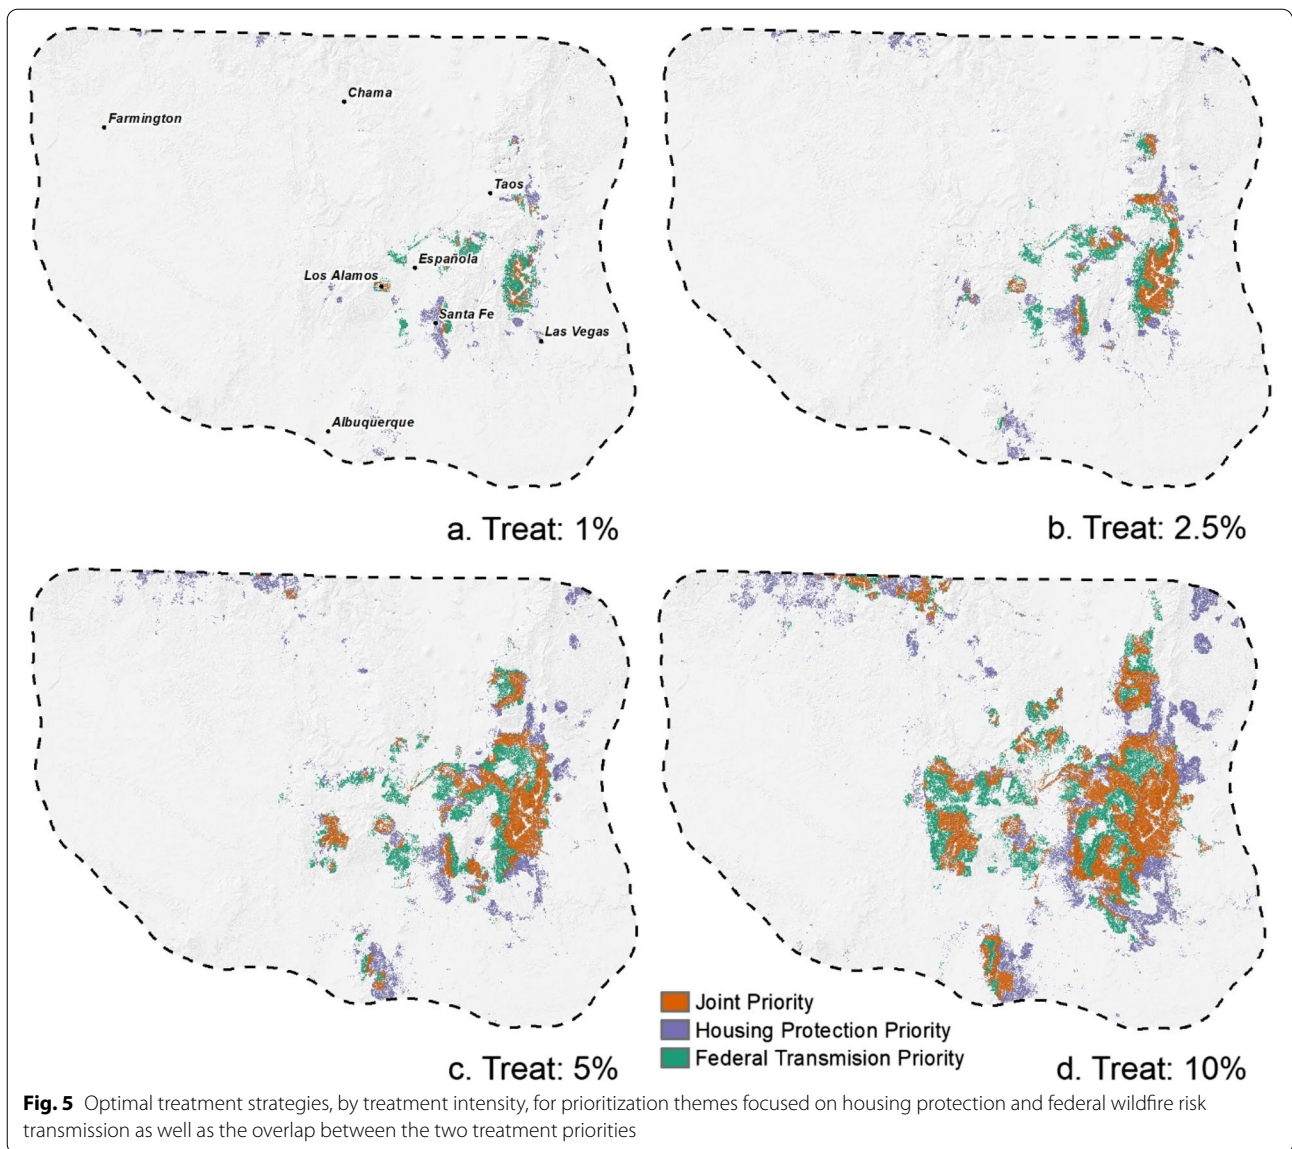 Chama
Farmington
Taos
Española
Los Alamos
Santa Fe
Las Vegas
Albuquerque
a. Treat: 1%
b. Treat: 2.5%
Joint Priority
Housing Protection Priority
Federal Transmision Priority
c. Treat: 5%
d. Treat: 10%
Fig. 5 Optimal treatment strategies, by treatment intensity, for prioritization themes focused on housing protection and federal wildfire risk
transmission as well as the overlap between the two treatment priorities